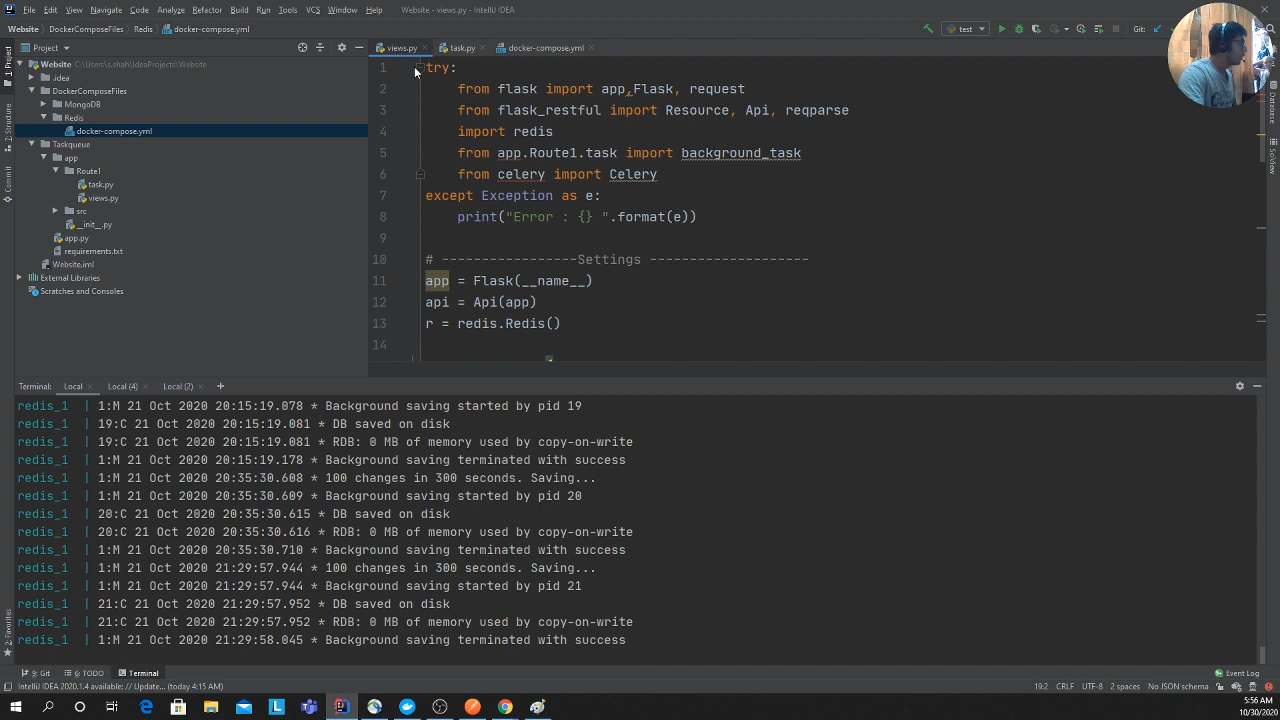 File Edit View Navigate Code Analyze Refactor Build Run Tools VCS Window Help Website - views.py - IntelliJ IDEA
Website DockerComposeFiles Redis docker-compose.yml test Git:
Project views.py task.py docker-compose.yml
1: Project
Z: Structure
Commit
2: Favorites
Database
SciView
Website C:\Users\s.shah\IdeaProjects\Website
.idea
DockerComposeFiles
MongoDB
Redis
docker-compose.yml
Taskqueue
app
Route1
task.py
views.py
src
__init__.py
app.py
requirements.txt
Website.iml
External Libraries
Scratches and Consoles
1 try:
2 from flask import app,Flask, request
3 from flask_restful import Resource, Api, reqparse
4 import redis
5 from app.Route1.task import background_task
6 from celery import Celery
7 except Exception as e:
8 print("Error : {} ".format(e))
9
10 # -----------------Settings --------------------
11 app = Flask(__name__)
12 api = Api(app)
13 r = redis.Redis()
14
Terminal: Local Local (4) Local (2) +
redis_1 | 1:M 21 Oct 2020 20:15:19.078 * Background saving started by pid 19
redis_1 | 19:C 21 Oct 2020 20:15:19.081 * DB saved on disk
redis_1 | 19:C 21 Oct 2020 20:15:19.081 * RDB: 0 MB of memory used by copy-on-write
redis_1 | 1:M 21 Oct 2020 20:15:19.178 * Background saving terminated with success
redis_1 | 1:M 21 Oct 2020 20:35:30.608 * 100 changes in 300 seconds. Saving...
redis_1 | 1:M 21 Oct 2020 20:35:30.609 * Background saving started by pid 20
redis_1 | 20:C 21 Oct 2020 20:35:30.615 * DB saved on disk
redis_1 | 20:C 21 Oct 2020 20:35:30.616 * RDB: 0 MB of memory used by copy-on-write
redis_1 | 1:M 21 Oct 2020 20:35:30.710 * Background saving terminated with success
redis_1 | 1:M 21 Oct 2020 21:29:57.944 * 100 changes in 300 seconds. Saving...
redis_1 | 1:M 21 Oct 2020 21:29:57.944 * Background saving started by pid 21
redis_1 | 21:C 21 Oct 2020 21:29:57.952 * DB saved on disk
redis_1 | 21:C 21 Oct 2020 21:29:57.952 * RDB: 0 MB of memory used by copy-on-write
redis_1 | 1:M 21 Oct 2020 21:29:58.045 * Background saving terminated with success
9: Git 6: TODO Terminal Event Log
IntelliJ IDEA 2020.1.4 available: // Update... (today 4:15 AM) 19:2 CRLF UTF-8 2 spaces No JSON schema
5:56 AM
10/30/2020